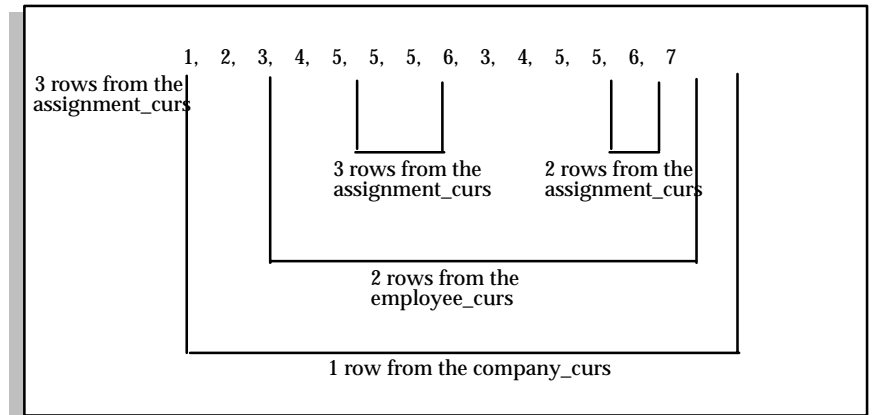 1, 2, 3, 4, 5, 5, 5, 6, 3, 4, 5, 5, 6, 7
3 rows from the
assignment_curs
3 rows from the
assignment_curs
2 rows from the
assignment_curs
2 rows from the
employee_curs
1 row from the company_curs